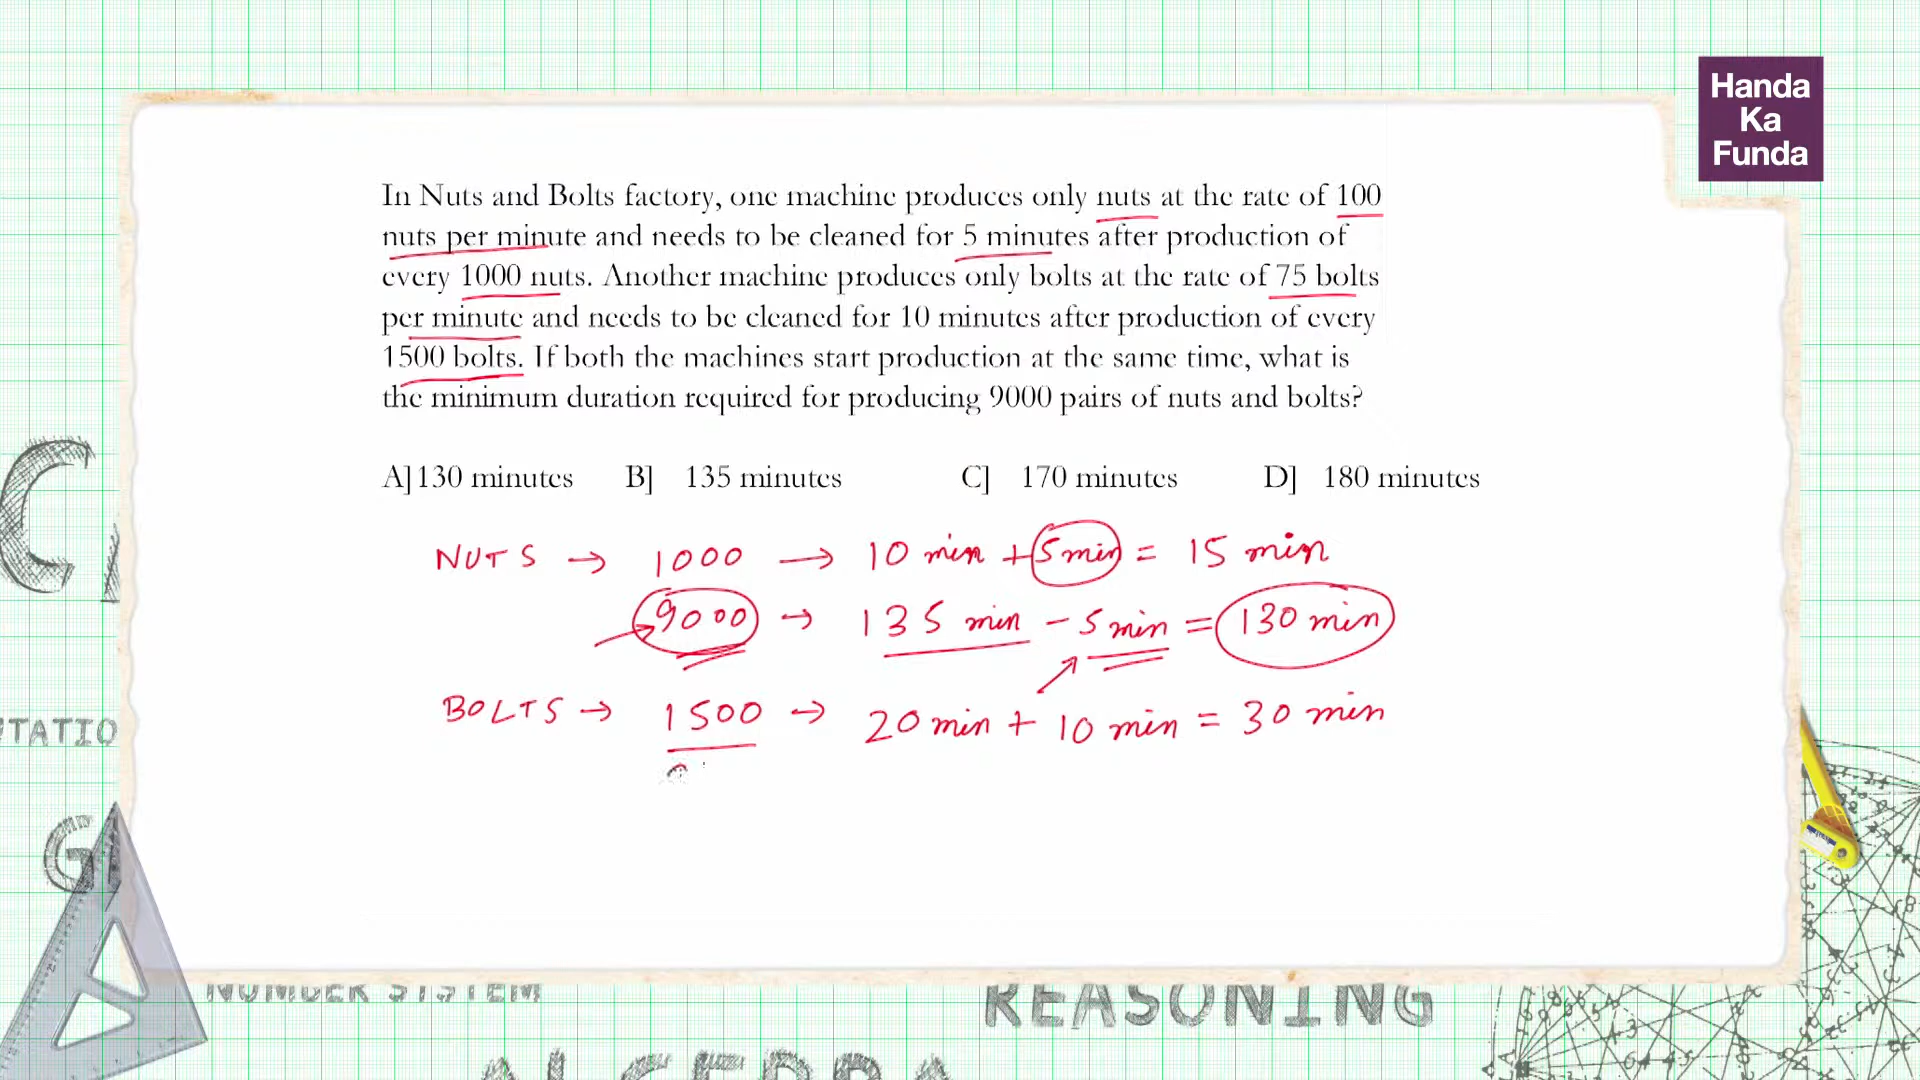 Handa
Ka
Funda
In Nuts and Bolts factory, one machine produces only nuts at the rate of 100
nuts per minute and needs to be cleaned for 5 minutes after production of
every 1000 nuts. Another machine produces only bolts at the rate of 75 bolts
per minute and needs to be cleaned for 10 minutes after production of every
1500 bolts. If both the machines start production at the same time, what is
the minimum duration required for producing 9000 pairs of nuts and bolts?
A] 130 minutes B] 135 minutes C] 170 minutes D] 180 minutes
NUTS → 1000 → 10 min + 5 min = 15 min
9000 → 135 min - 5 min = 130 min
BOLTS → 1500 → 20 min + 10 min = 30 min
NUMBER SYSTEM
REASONING
ALGEBRA